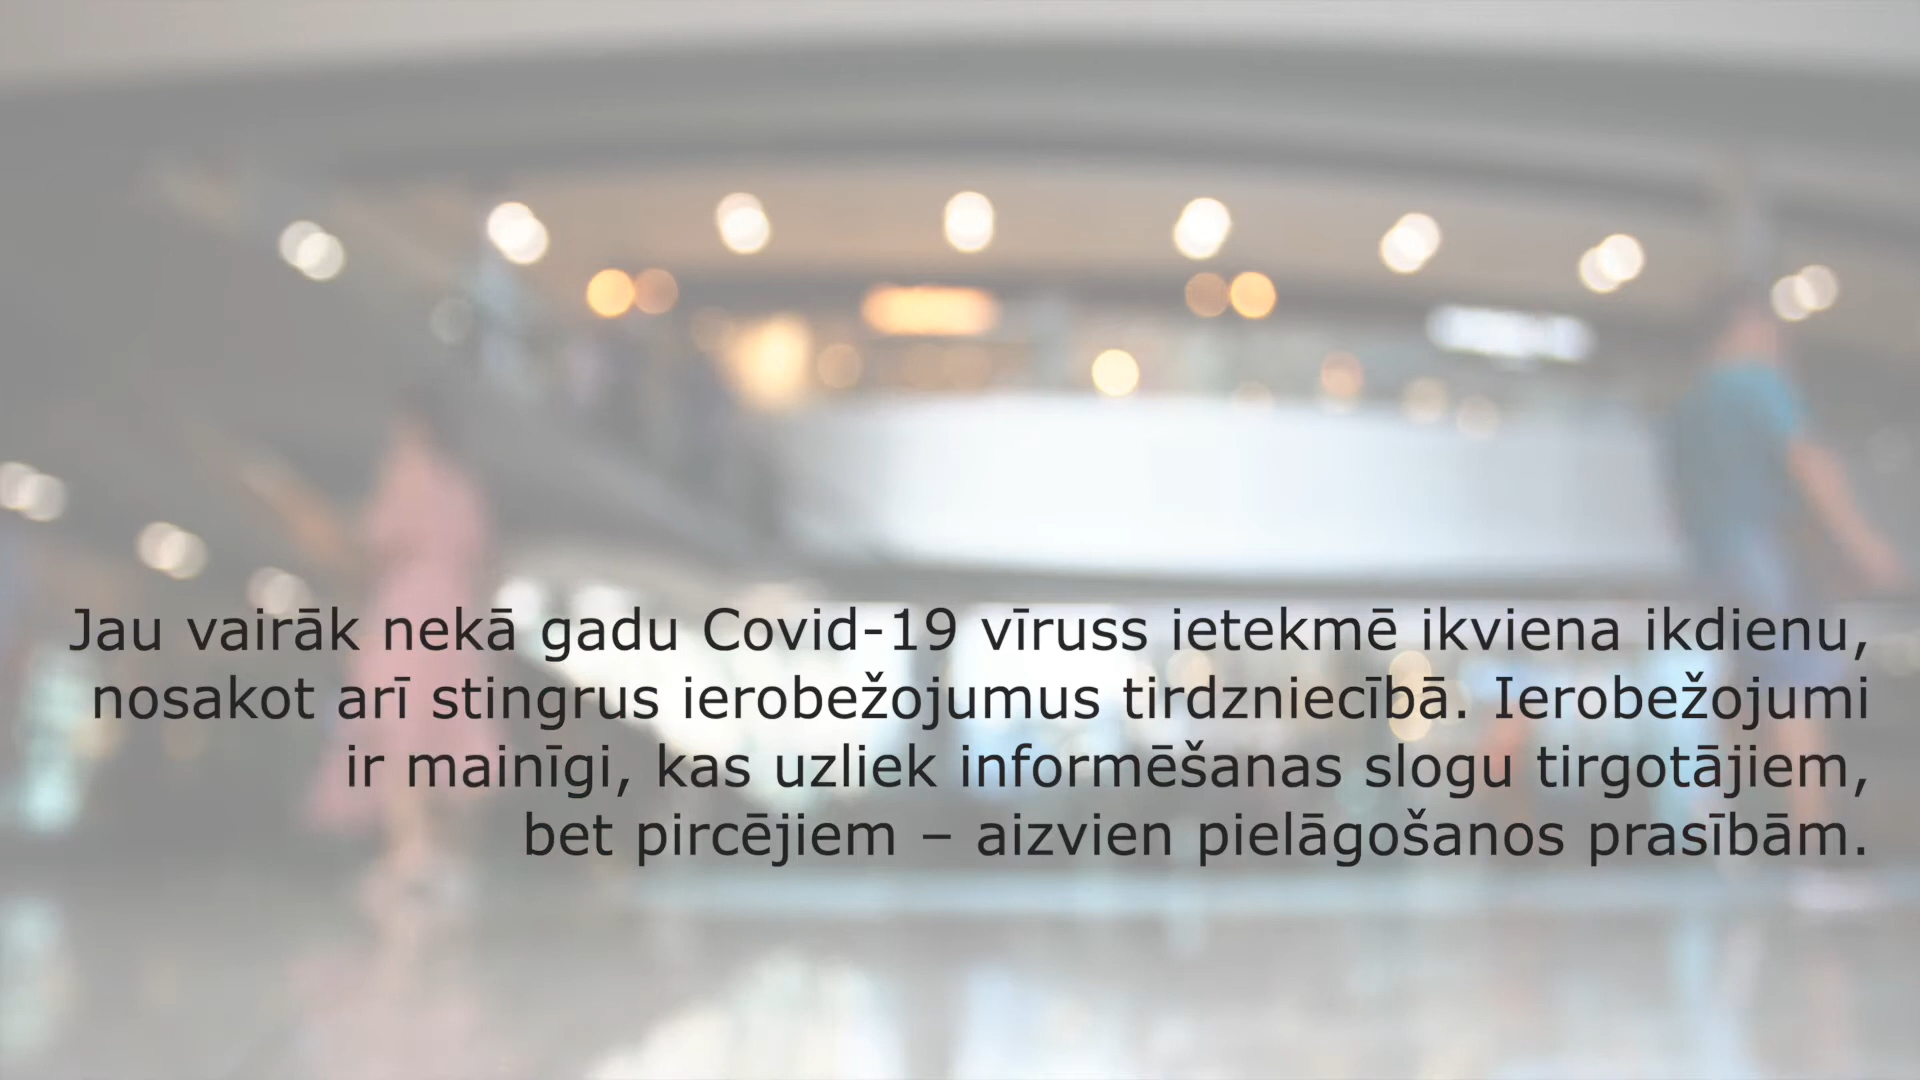 Jau vairāk nekā gadu Covid-19 vīruss ietekmē ikviena ikdienu,
nosakot arī stingrus ierobežojumus tirdzniecībā. Ierobežojumi
ir mainīgi, kas uzliek informēšanas slogu tirgotājiem,
bet pircējiem – aizvien pielāgošanos prasībām.